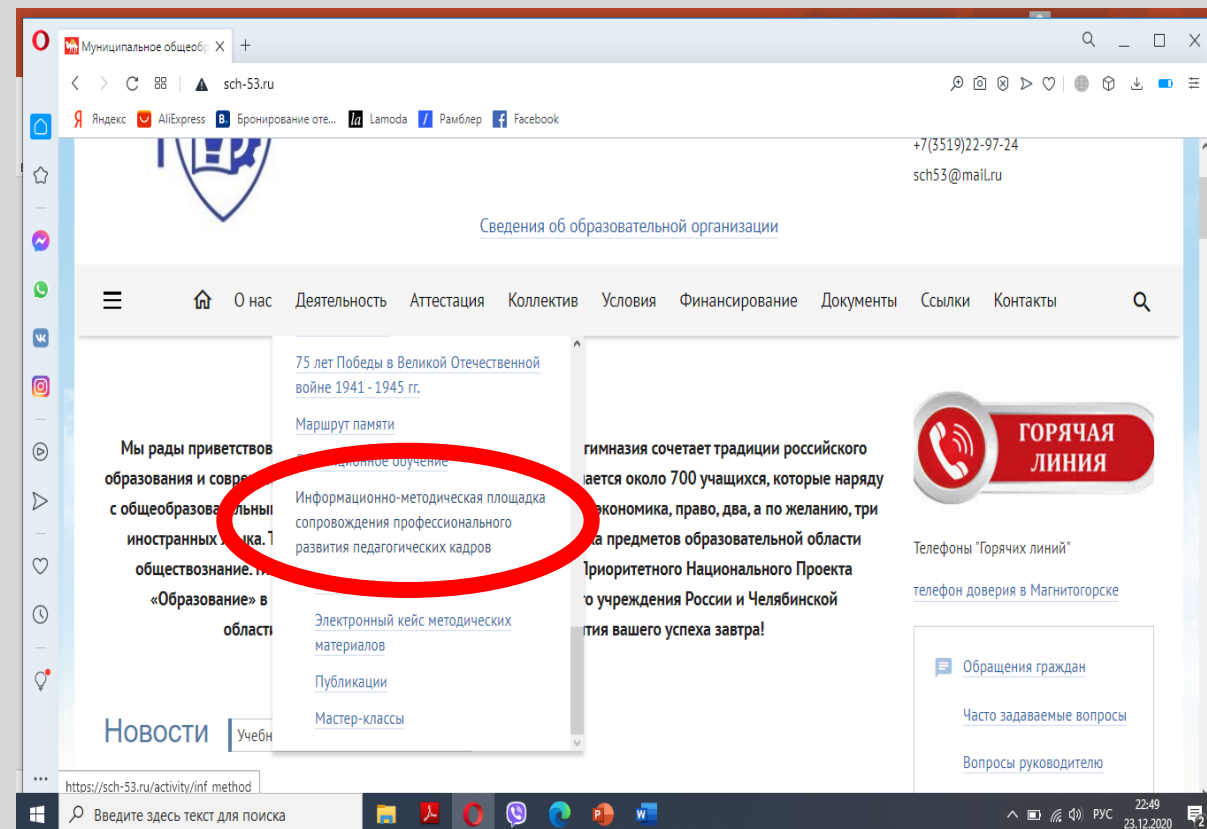 Муниципальное общеобр
sch-53.ru
Яндекс AliExpress Бронирование оте... la Lamoda Рамблер Facebook
+7(3519)22-97-24
sch53@mail.ru
Сведения об образовательной организации
О нас Деятельность Аттестация Коллектив Условия Финансирование Документы Ссылки Контакты
75 лет Победы в Великой Отечественной
войне 1941 - 1945 гг.
Маршрут памяти
обучение
Информационно-методическая площадка
сопровождения профессионального
развития педагогических кадров
Электронный кейс методических
материалов
Публикации
Мастер-классы
Мы рады приветствов гимназия сочетает традиции российского
образования и совре ается около 700 учащихся, которые наряду
с общеобразова экономика, право, два, а по желанию, три
иностранных а предметов образовательной области
обществознание. Приоритетного Национального Проекта
«Образование» в о учреждения России и Челябинской
област тия вашего успеха завтра!
ГОРЯЧАЯ
ЛИНИЯ
Телефоны "Горячих линий"
телефон доверия в Магнитогорске
Обращения граждан
Часто задаваемые вопросы
Вопросы руководителю
Новости Учебн
https://sch-53.ru/activity/inf_method
Введите здесь текст для поиска
РУС 22:49
23.12.2020
2